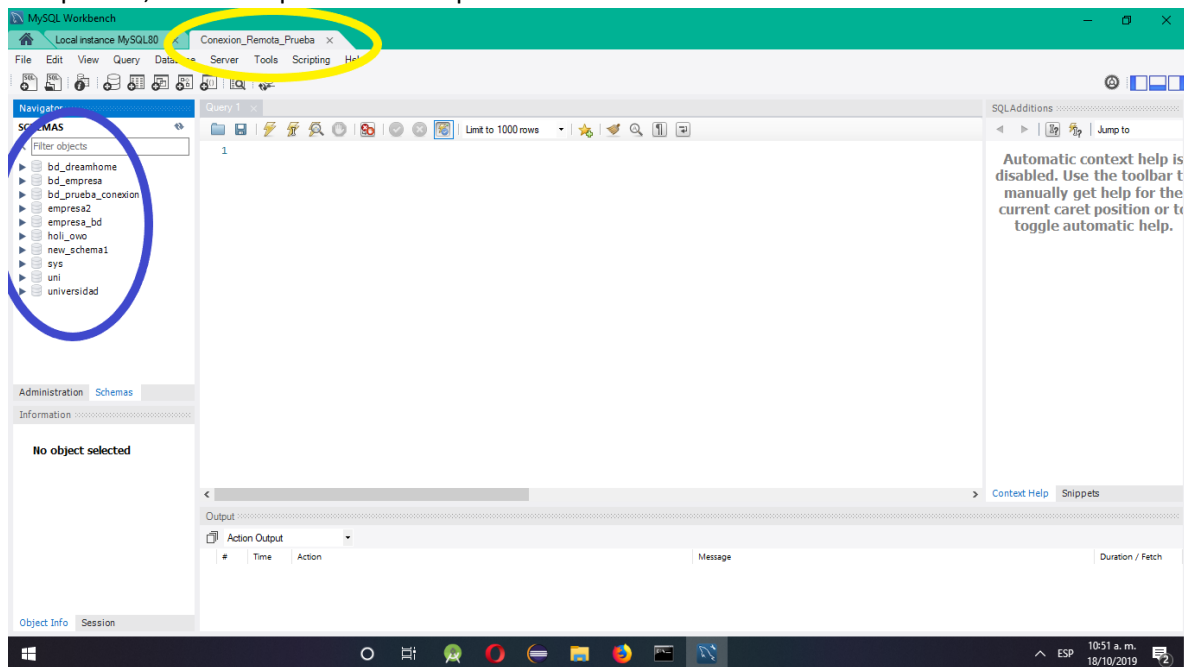 MySQL Workbench
Local instance MySQL80 × Conexion_Remota_Prueba ×
File Edit View Query Server Tools Scripting
Navigator Query 1 × SQLAdditions
Limit to 1000 rows Jump to
Filter objects
1
bd_dreamhome
bd_empresa
bd_prueba_conexion
empresa2
empresa_bd
holi_owo
new_schema1
sys
uni
universidad
Automatic context help is
disabled. Use the toolbar
manually get help for the
current caret position or
toggle automatic help.
Administration Schemas
Information
No object selected
Context Help Snippets
Output
Action Output
# Time Action Message Duration / Fetch
Object Info Session
ESP 10:51 a. m.
18/10/2019